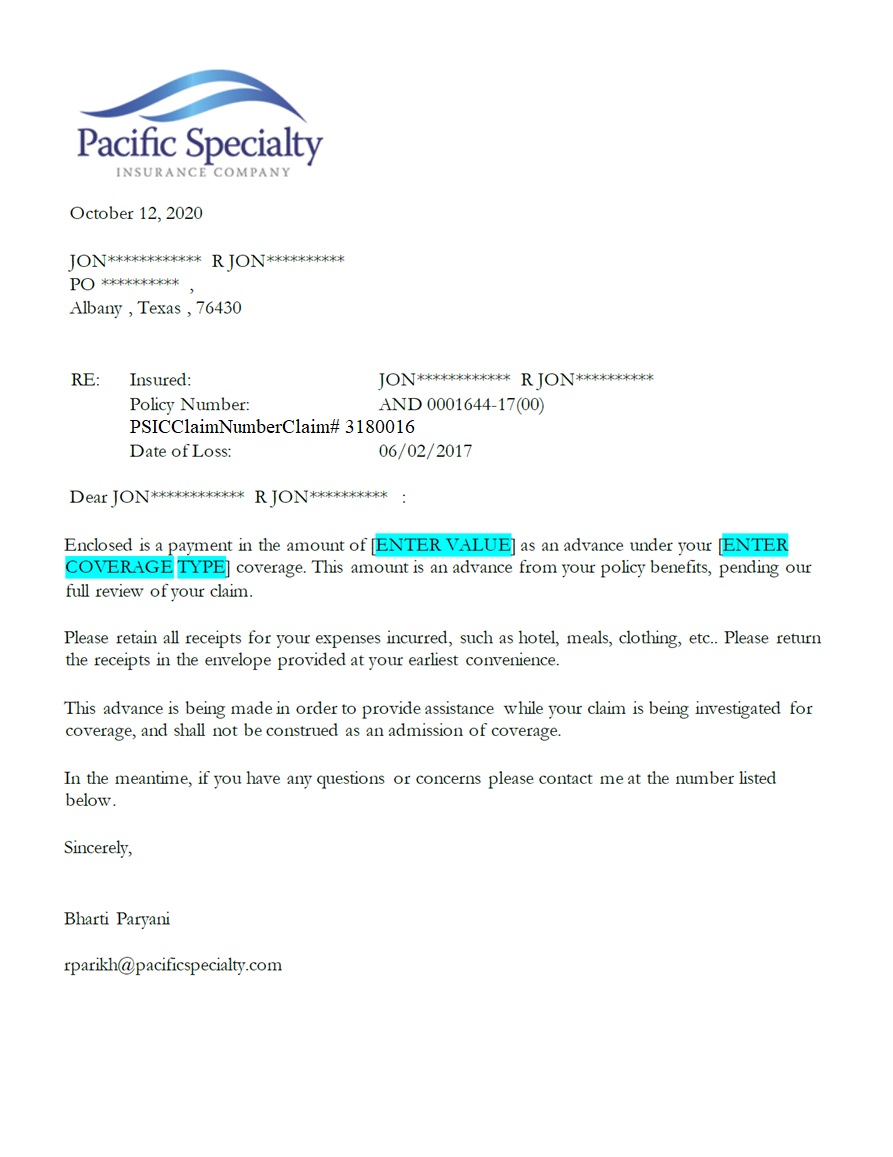 Pacific Specialty
INSURANCE COMPANY
October 12, 2020
JON************ R JON**********
PO ********** ,
Albany , Texas , 76430
RE: Insured: JON************ R JON**********
Policy Number: AND 0001644-17(00)
PSICClaimNumberClaim# 3180016
Date of Loss: 06/02/2017
Dear JON************ R JON********** :
Enclosed is a payment in the amount of [ENTER VALUE] as an advance under your [ENTER
COVERAGE TYPE] coverage. This amount is an advance from your policy benefits, pending our
full review of your claim.
Please retain all receipts for your expenses incurred, such as hotel, meals, clothing, etc.. Please return
the receipts in the envelope provided at your earliest convenience.
This advance is being made in order to provide assistance while your claim is being investigated for
coverage, and shall not be construed as an admission of coverage.
In the meantime, if you have any questions or concerns please contact me at the number listed
below.
Sincerely,
Bharti Paryani
rparikh@pacificspecialty.com